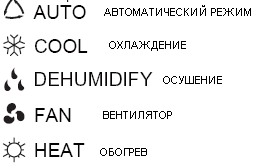 AUTO АВТОМАТИЧЕСКИЙ РЕЖИМ
COOL ОХЛАЖДЕНИЕ
DEHUMIDIFY ОСУШЕНИЕ
FAN ВЕНТИЛЯТОР
HEAT ОБОГРЕВ